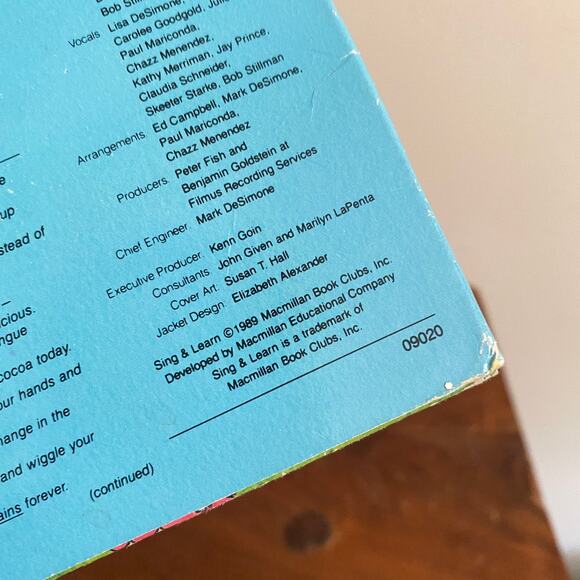 Bob Still
Vocals Lisa DeSimone,
Carolee Goodgold,
Paul Mariconda,
Chazz Menendez,
Kathy Merriman, Jay Prince,
Claudia Schneider,
Skeeter Starke, Bob Stillman
Arrangements Ed Campbell, Mark DeSimone,
Paul Mariconda,
Chazz Menendez
Producers Peter Fish and
Benjamin Goldstein at
Filmus Recording Services
Chief Engineer Mark DeSimone
Executive Producer Kenn Goin
Consultants John Given and Marilyn LaPenta
Cover Art Susan T. Hall
Jacket Design Elizabeth Alexander
Sing & Learn ©1989 Macmillan Book Clubs, Inc.
Developed by Macmillan Educational Company
Sing & Learn is a trademark of
Macmillan Book Clubs, Inc.
09020
e
up
stead of
–
cious.
ngue
cocoa today.
our hands and
hange in the
and wiggle your
ains forever. (continued)